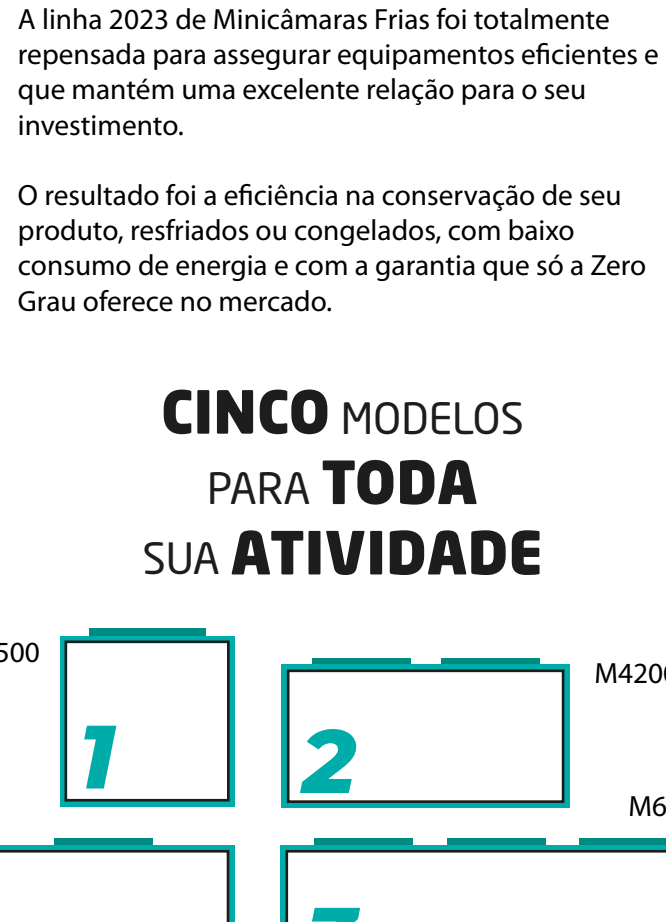 A linha 2023 de Minicâmaras Frias foi totalmente
repensada para assegurar equipamentos eficientes e
que mantém uma excelente relação para o seu
investimento.
O resultado foi a eficiência na conservação de seu
produto, resfriados ou congelados, com baixo
consumo de energia e com a garantia que só a Zero
Grau oferece no mercado.
CINCO MODELOS
PARA TODA
SUA ATIVIDADE
1
2